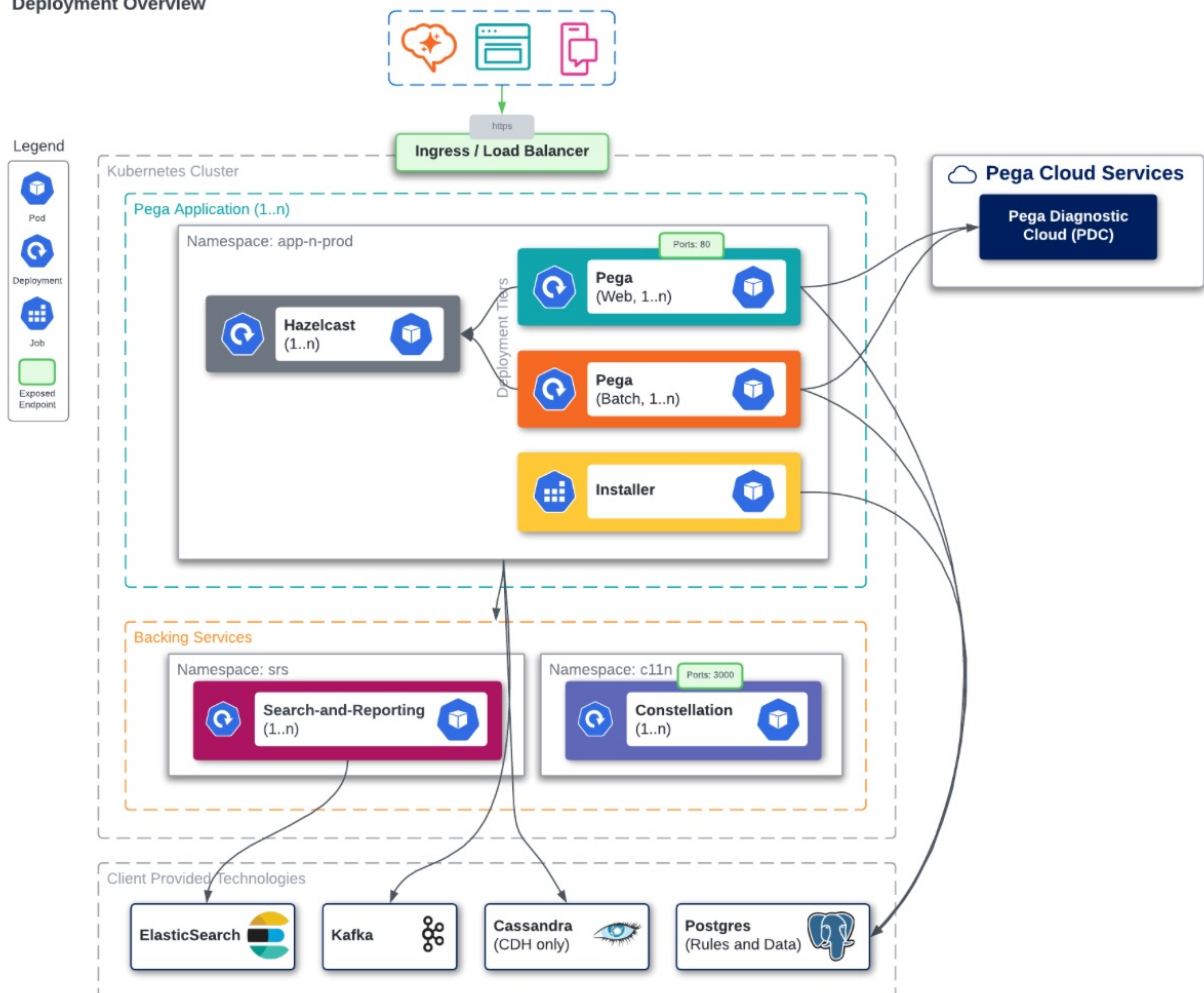 Deployment Overview
https
Ingress / Load Balancer
Legend
Pod
Deployment
Job
Exposed
Endpoint
Kubernetes Cluster
Pega Application (1..n)
Namespace: app-n-prod
Hazelcast
(1..n)
Deployment Tiers
Ports: 80
Pega
(Web, 1..n)
Pega
(Batch, 1..n)
Installer
Pega Cloud Services
Pega Diagnostic
Cloud (PDC)
Backing Services
Namespace: srs
Search-and-Reporting
(1..n)
Namespace: c11n
Ports: 3000
Constellation
(1..n)
Client Provided Technologies
ElasticSearch
Kafka
Cassandra
(CDH only)
Postgres
(Rules and Data)